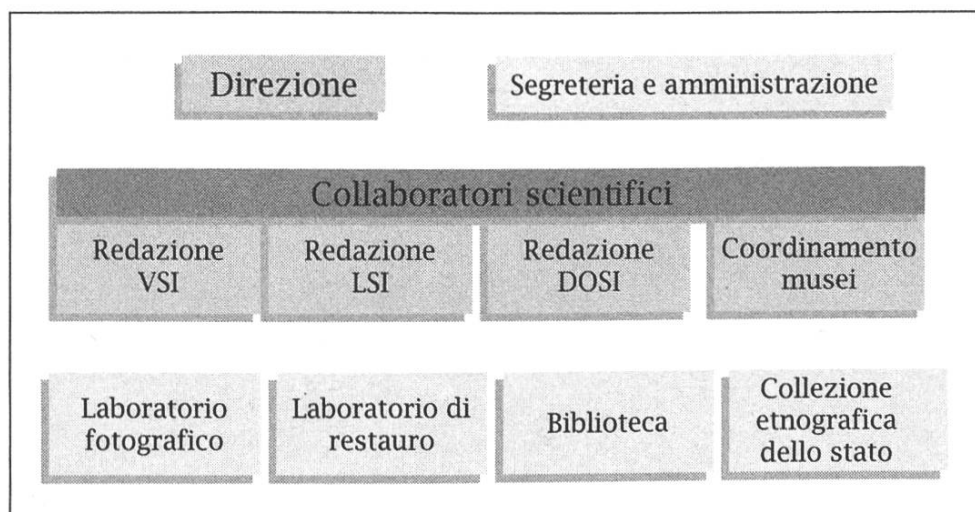 Direzione
Segreteria e amministrazione
Collaboratori scientifici
Redazione
VSI
Redazione
LSI
Redazione
DOSI
Coordinamento
musei
Laboratorio
fotografico
Laboratorio di
restauro
Biblioteca
Collezione
etnografica
dello stato